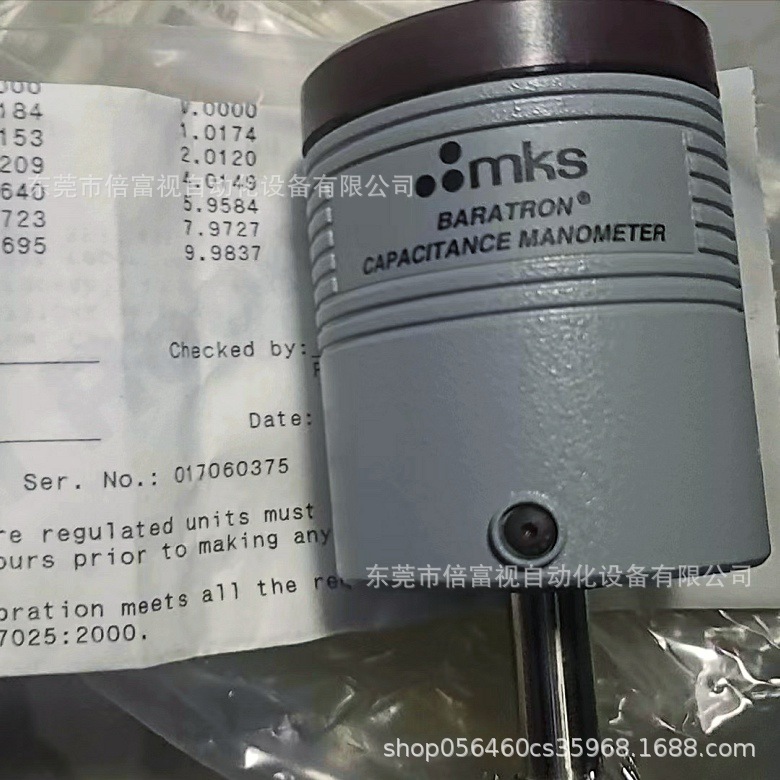 184 0.0000
153 1.0174
209 2.0120
640 4.0149
723 5.9584
695 7.9727
9.9837
Checked by:
Date:
Ser. No.: 017060375
re regulated units must
ours prior to making any
bration meets all the
7025:2000.
mks
BARATRON®
CAPACITANCE MANOMETER
东莞市倍富视自动化设备有限公司
东莞市倍富视自动化设备有限公司
shop056460cs35968.1688.com